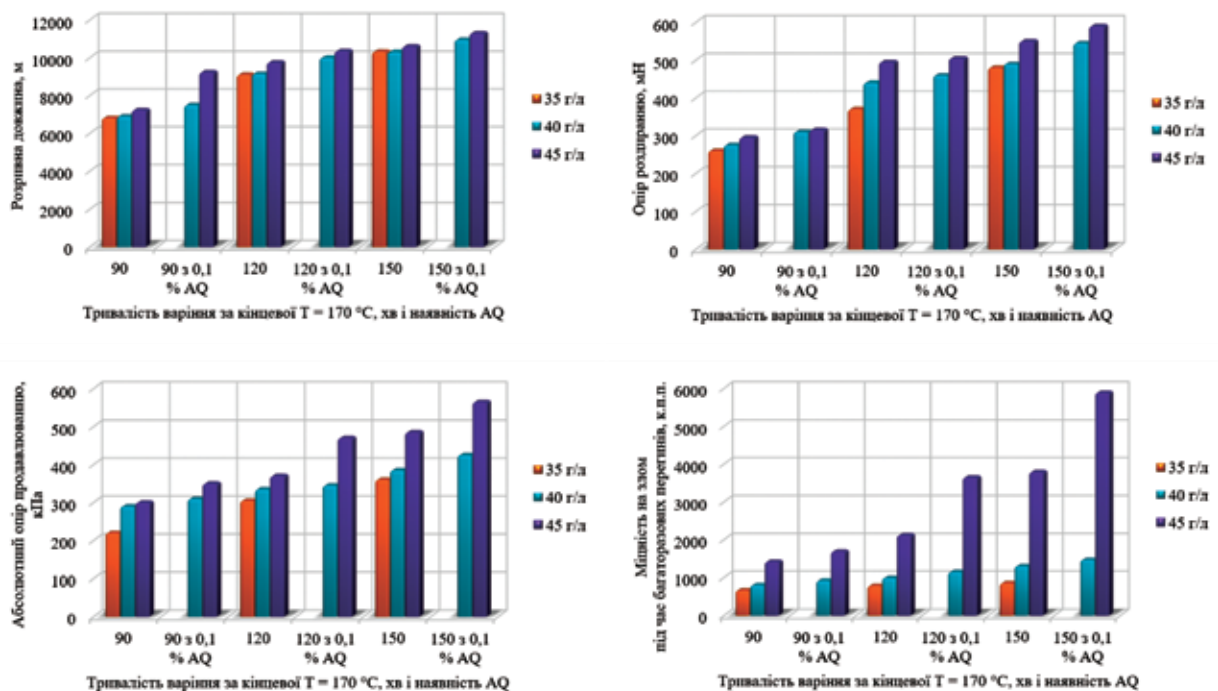 Розривна довжина, м
12000
10000
8000
6000
4000
2000
0
90
90 з 0,1
% AQ
120
120 з 0,1
% AQ
150
150 з 0,1
% AQ
Тривалість варіння за кінцевої Т = 170 °С, хв і наявність AQ
35 г/л
40 г/л
45 г/л
Опір роздиранню, мН
600
500
400
300
200
100
0
90
90 з 0,1
% AQ
120
120 з 0,1
% AQ
150
150 з 0,1
% AQ
Тривалість варіння за кінцевої Т = 170 °С, хв і наявність AQ
35 г/л
40 г/л
45 г/л
Абсолютний опір продавлюванню,
кПа
600
500
400
300
200
100
0
90
90 з 0,1
% AQ
120
120 з 0,1
% AQ
150
150 з 0,1
% AQ
Тривалість варіння за кінцевої Т = 170 °С, хв і наявність AQ
35 г/л
40 г/л
45 г/л
Міцність на злом
під час багаторазових перегинів, к.п.п.
6000
5000
4000
3000
2000
1000
0
90
90 з 0,1
% AQ
120
120 з 0,1
% AQ
150
150 з 0,1
% AQ
Тривалість варіння за кінцевої Т = 170 °С, хв і наявність AQ
35 г/л
40 г/л
45 г/л